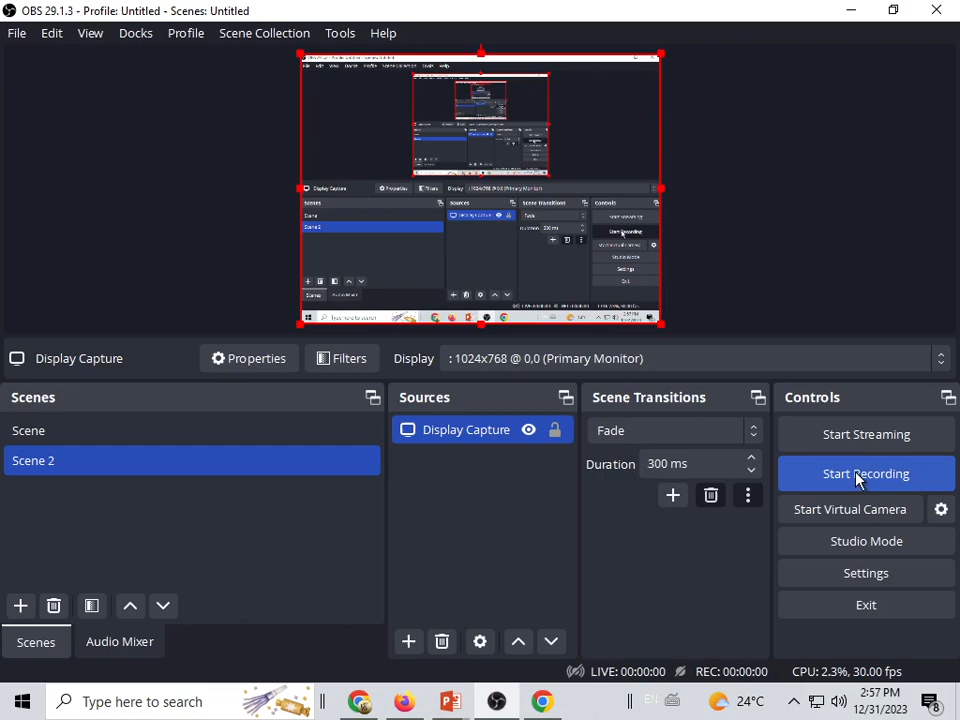 OBS 29.1.3 - Profile: Untitled - Scenes: Untitled
File Edit View Docks Profile Scene Collection Tools Help
Display Capture Properties Filters Display : 1024x768 @ 0,0 (Primary Monitor)
Scenes
Scene
Scene 2
Scenes Audio Mixer
Sources
Display Capture
Scene Transitions
Fade
Duration 300 ms
Controls
Start Streaming
Start Recording
Start Virtual Camera
Studio Mode
Settings
Exit
LIVE: 00:00:00 REC: 00:00:00 CPU: 2.3%, 30.00 fps
Type here to search
EN
24°C
2:57 PM
12/31/2023
8